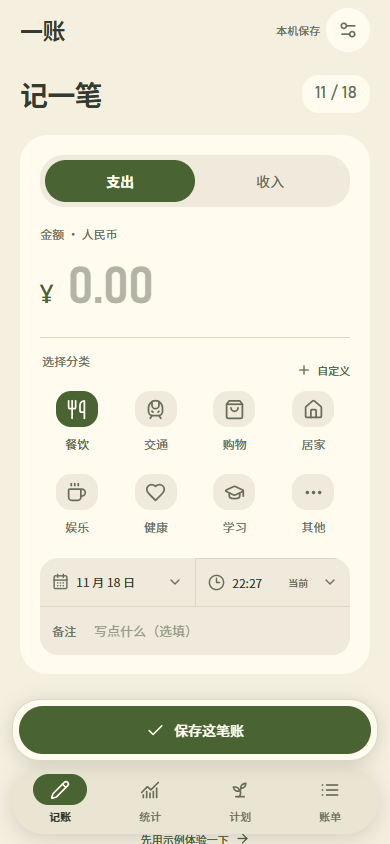 一账
本机保存
记一笔
11 / 18
支出
收入
金额 · 人民币
¥ 0.00
选择分类
自定义
餐饮
交通
购物
居家
娱乐
健康
学习
其他
11 月 18 日
22:27
当前
备注
写点什么（选填）
保存这笔账
记账
统计
计划
账单
先用示例体验一下 →